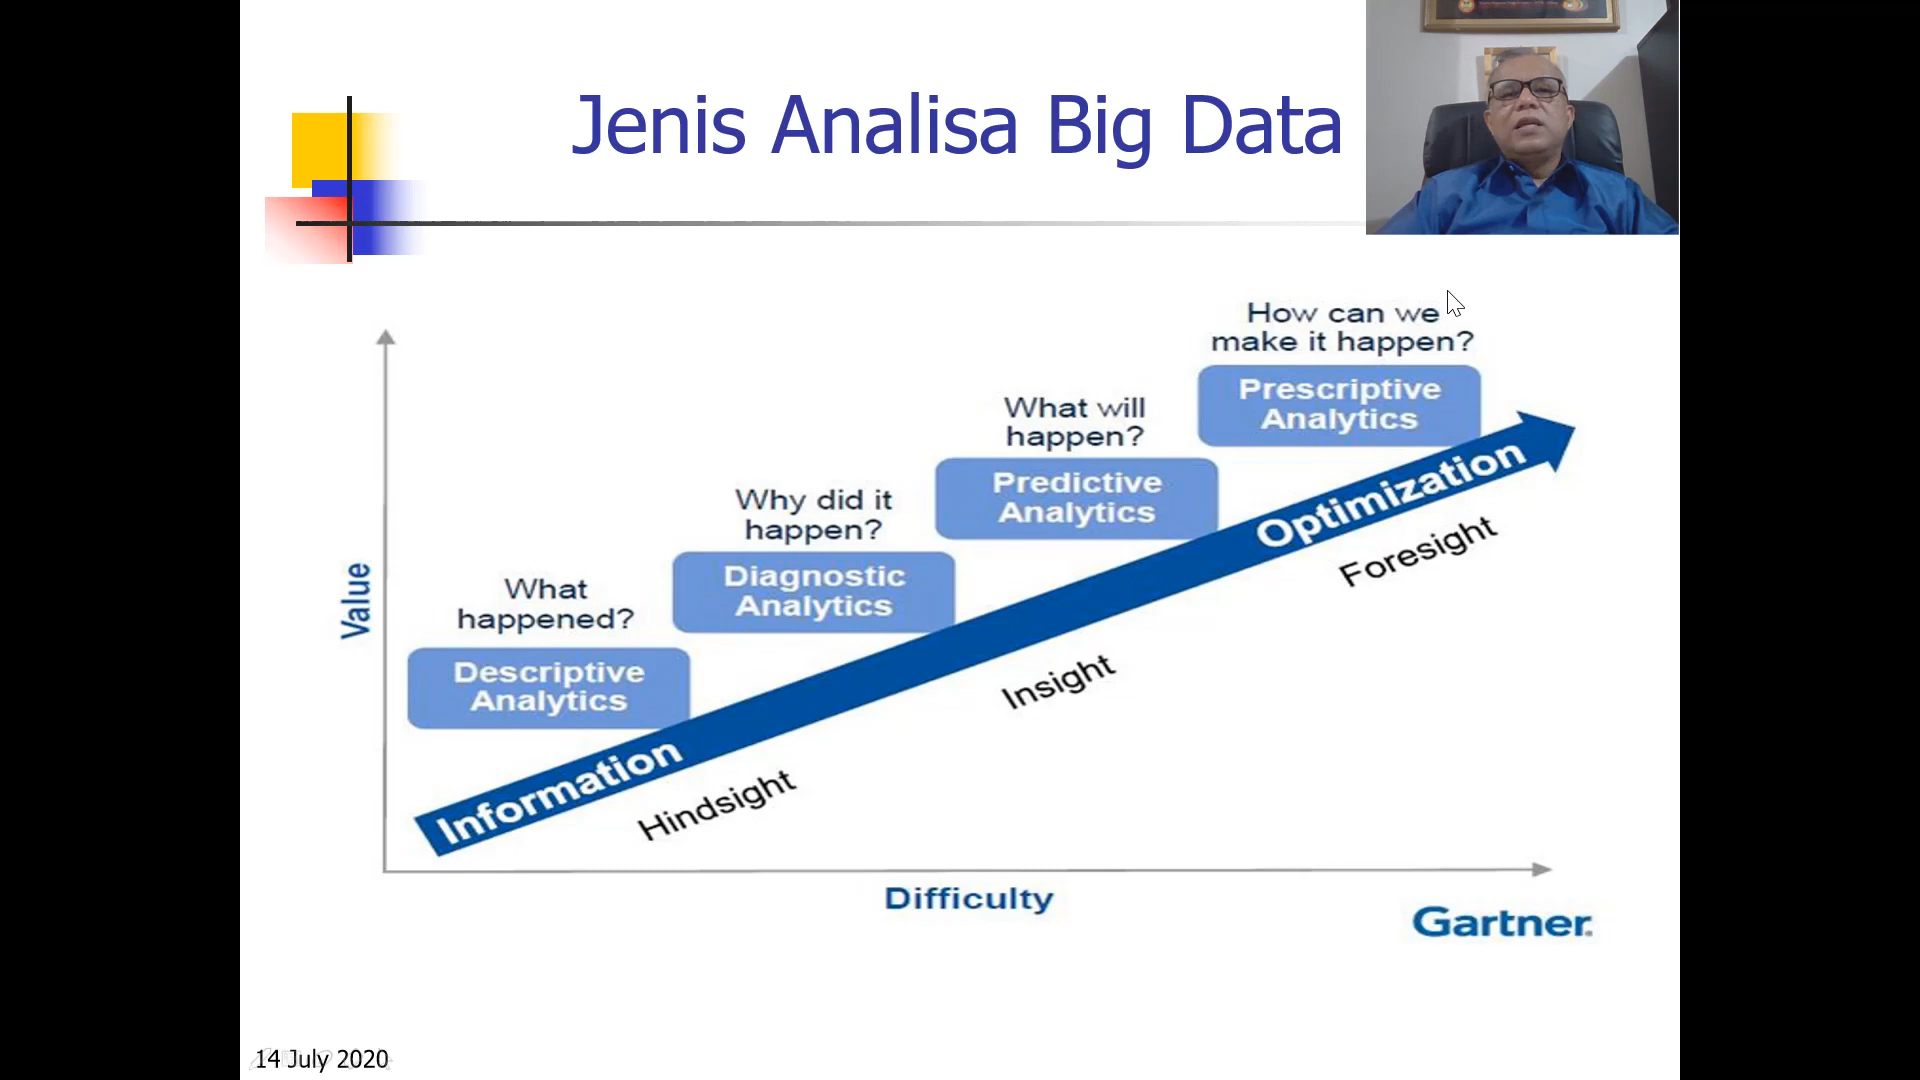 Jenis Analisa Big Data
How can we
make it happen?
Prescriptive
Analytics
What will
happen?
Predictive
Analytics
Why did it
happen?
Diagnostic
Analytics
What
happened?
Descriptive
Analytics
Value
Information
Optimization
Hindsight
Insight
Foresight
Difficulty
Gartner
14 July 2020